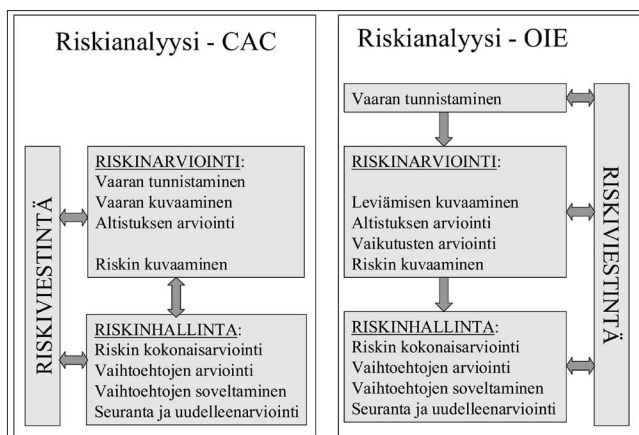 Riskianalyysi - CAC
RISKIVIESTINTÄ
RISKINARVIOINTI:
Vaaran tunnistaminen
Vaaran kuvaaminen
Altistuksen arviointi
Riskin kuvaaminen
RISKINHALLINTA:
Riskin kokonaisarviointi
Vaihtoehtojen arviointi
Vaihtoehtojen soveltaminen
Seuranta ja uudelleenarviointi
Riskianalyysi - OIE
Vaaran tunnistaminen
RISKINARVIOINTI:
Leviämisen kuvaaminen
Altistuksen arviointi
Vaikutusten arviointi
Riskin kuvaaminen
RISKINHALLINTA:
Riskin kokonaisarviointi
Vaihtoehtojen arviointi
Vaihtoehtojen soveltaminen
Seuranta ja uudelleenarviointi
RISKIVIESTINTÄ